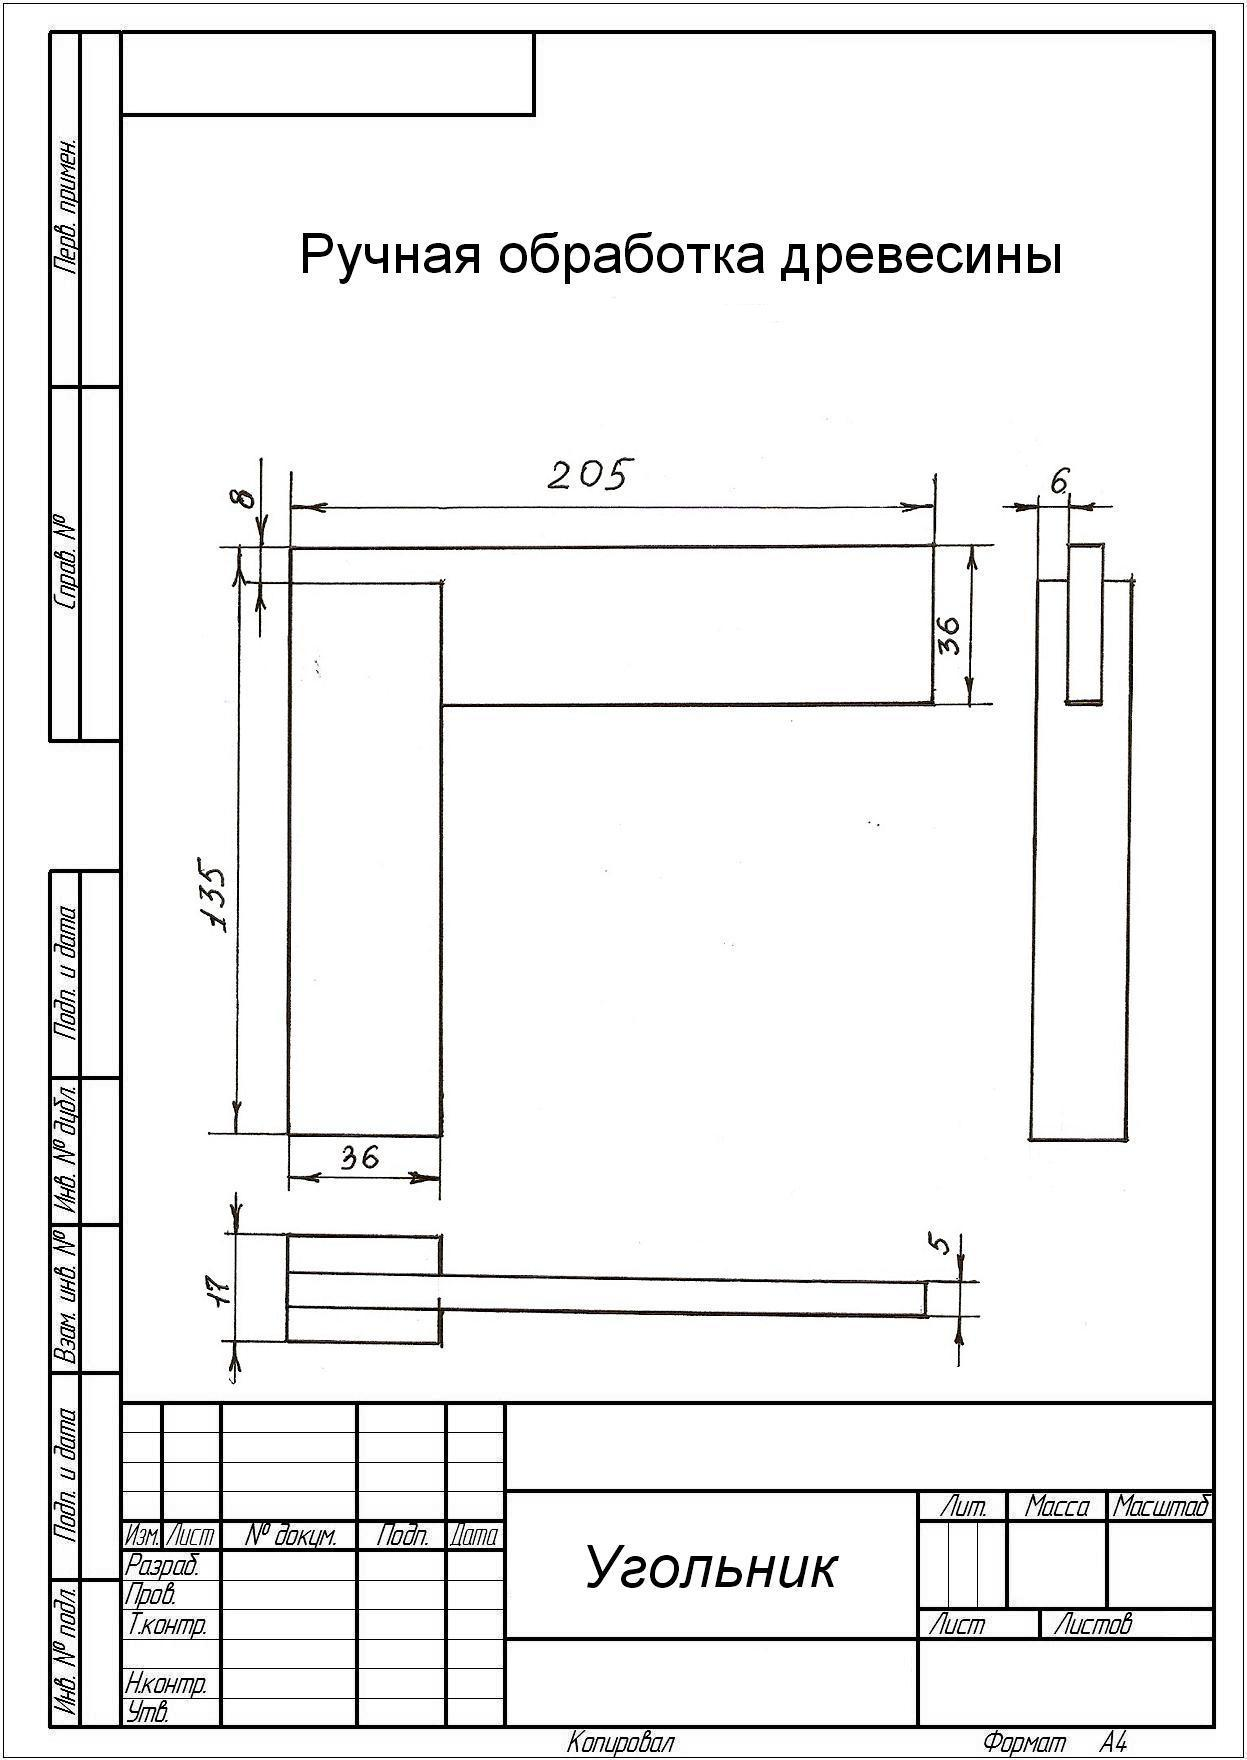 Перв. примен.
Справ. №
Подп. и дата
Инв. № дубл.
Взам. инв. №
Подп. и дата
Инв. № подл.
Ручная обработка древесины
205
8
6
36
135
36
17
5
Изм. Лист № докум. Подп. Дата
Разраб.
Пров.
Т.контр.
Н.контр.
Утв.
Угольник
Лит. Масса Масштаб
Лист Листов
Копировал Формат А4